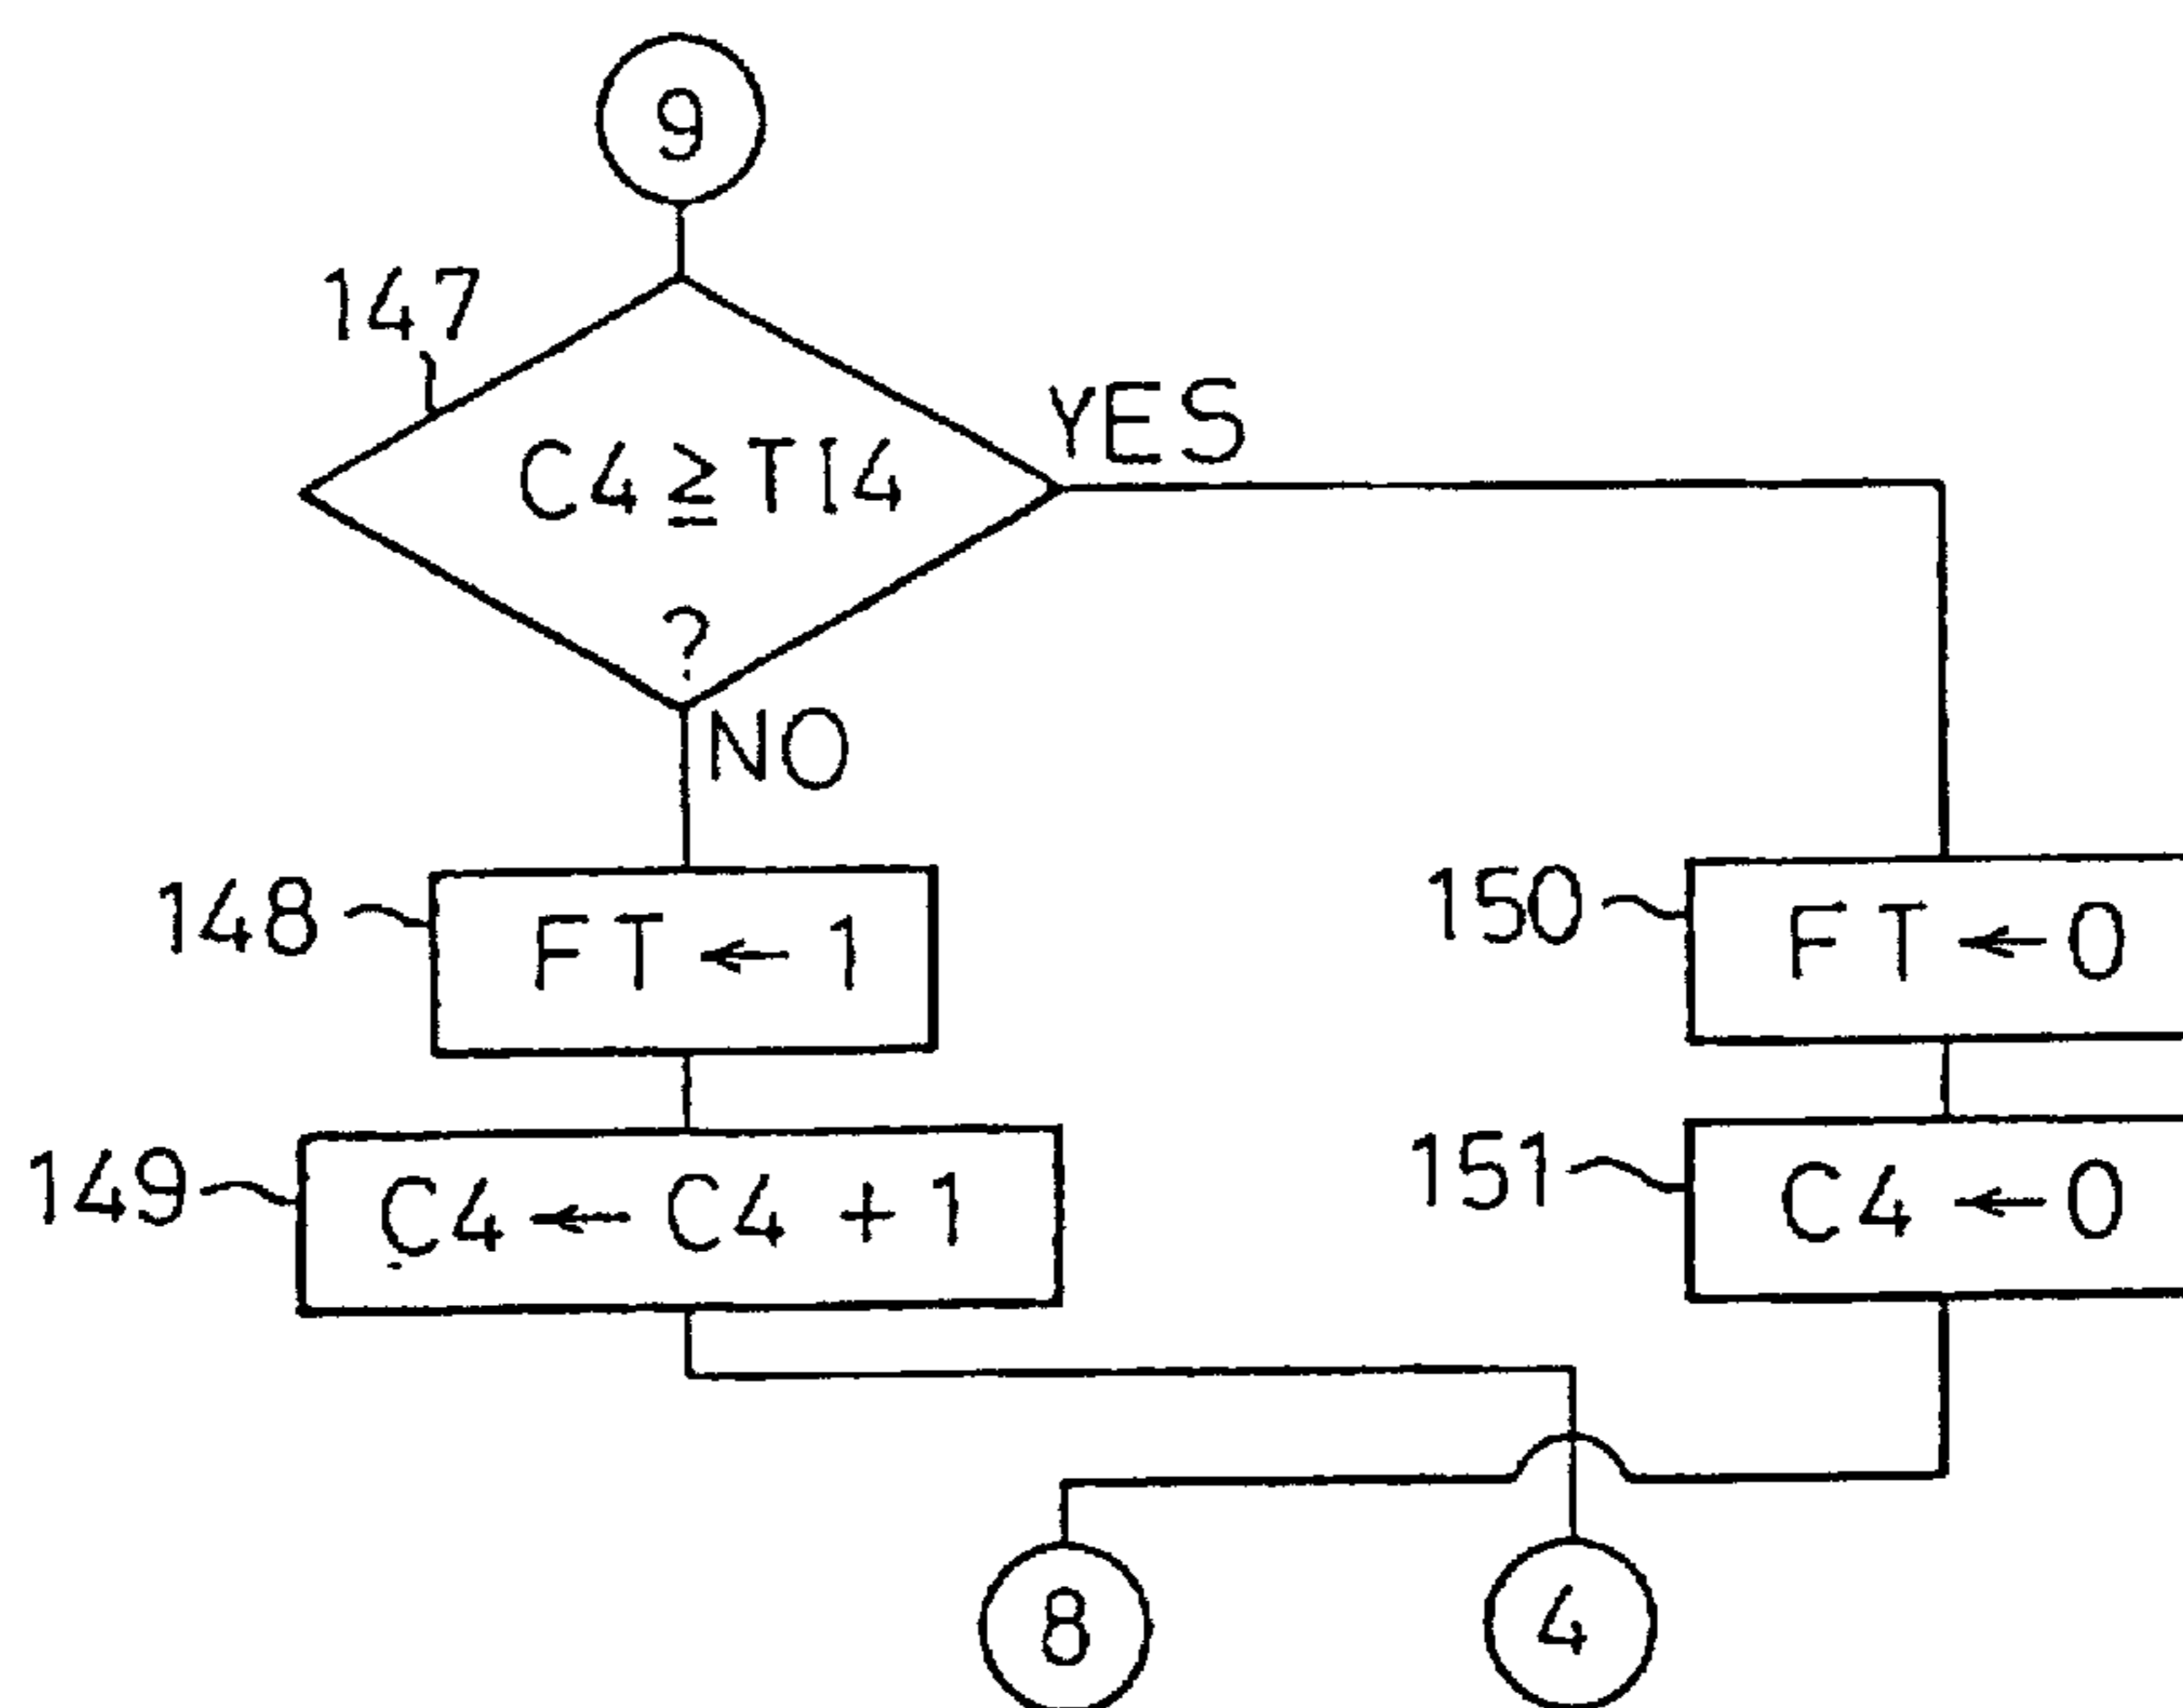 9
147
C4 ≧ TI4
?
YES
NO
148
FT ← 1
150
FT ← 0
149
C4 ← C4 + 1
151
C4 ← 0
8
4